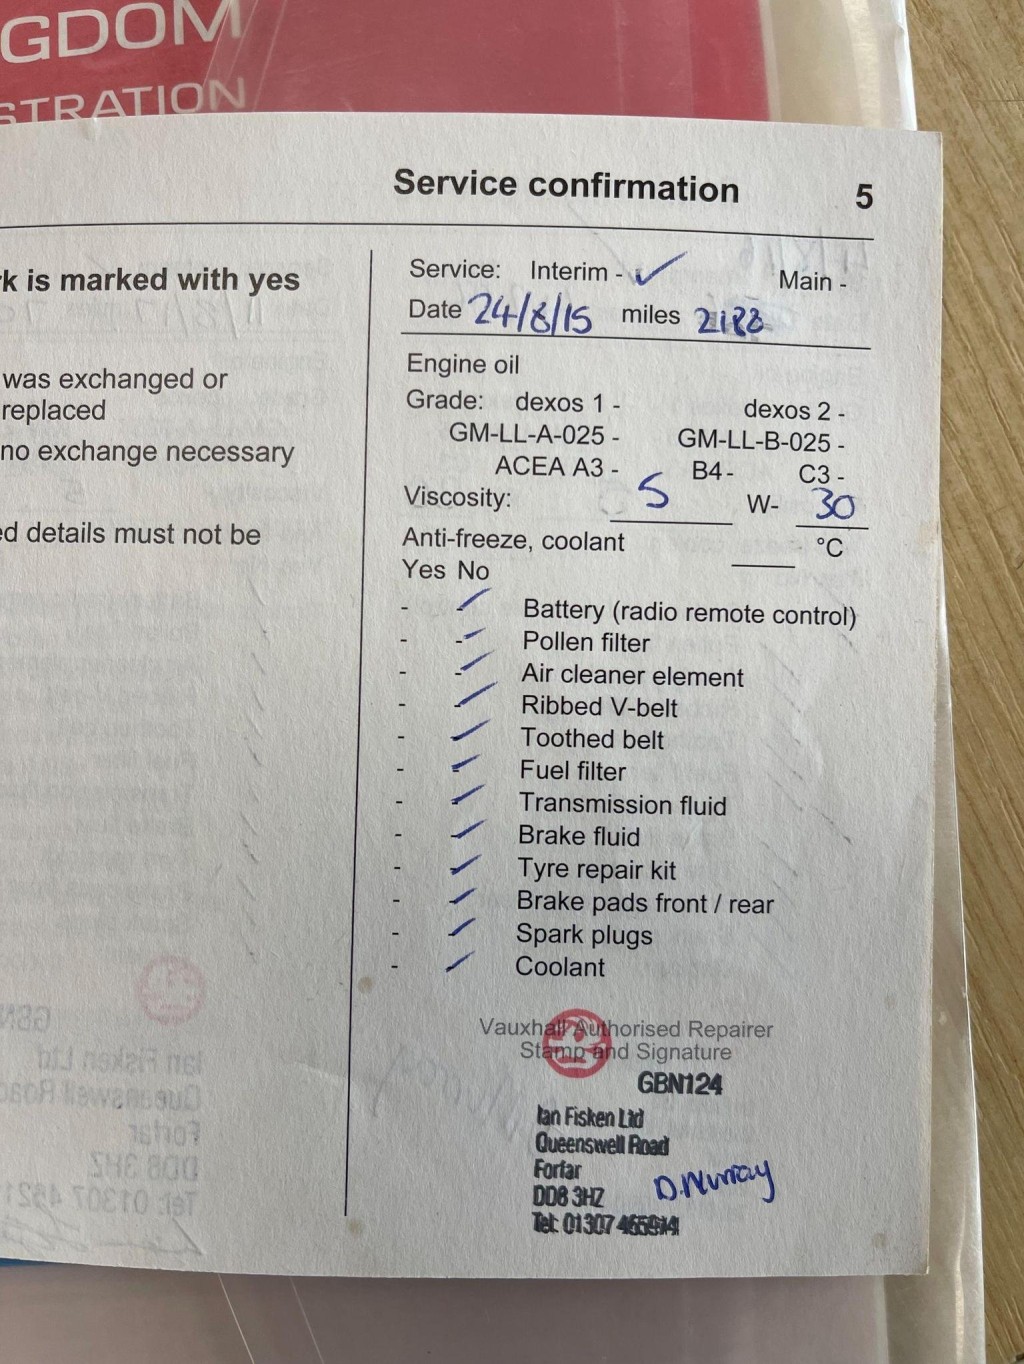 GDOM
STRATION
Service confirmation 5
k is marked with yes
was exchanged or
replaced
no exchange necessary
ed details must not be
Service: Interim - ✓ Main -
Date 24/8/15 miles
Engine oil
Grade: dexos 1 - dexos 2 -
GM-LL-A-025 - GM-LL-B-025 -
ACEA A3 - B4 - C3 -
Viscosity: 5 W- 30
Anti-freeze, coolant °C
Yes No
- ✓ Battery (radio remote control)
- ✓ Pollen filter
- ✓ Air cleaner element
- ✓ Ribbed V-belt
- ✓ Toothed belt
- ✓ Fuel filter
- ✓ Transmission fluid
- ✓ Brake fluid
- ✓ Tyre repair kit
- ✓ Brake pads front / rear
- ✓ Spark plugs
- ✓ Coolant
Vauxhall Authorised Repairer
Stamp and Signature
GBN124
Ian Fisken Ltd
Queenswell Road
Forfar
DD8 3HZ
D. Murray
Tel: 01307